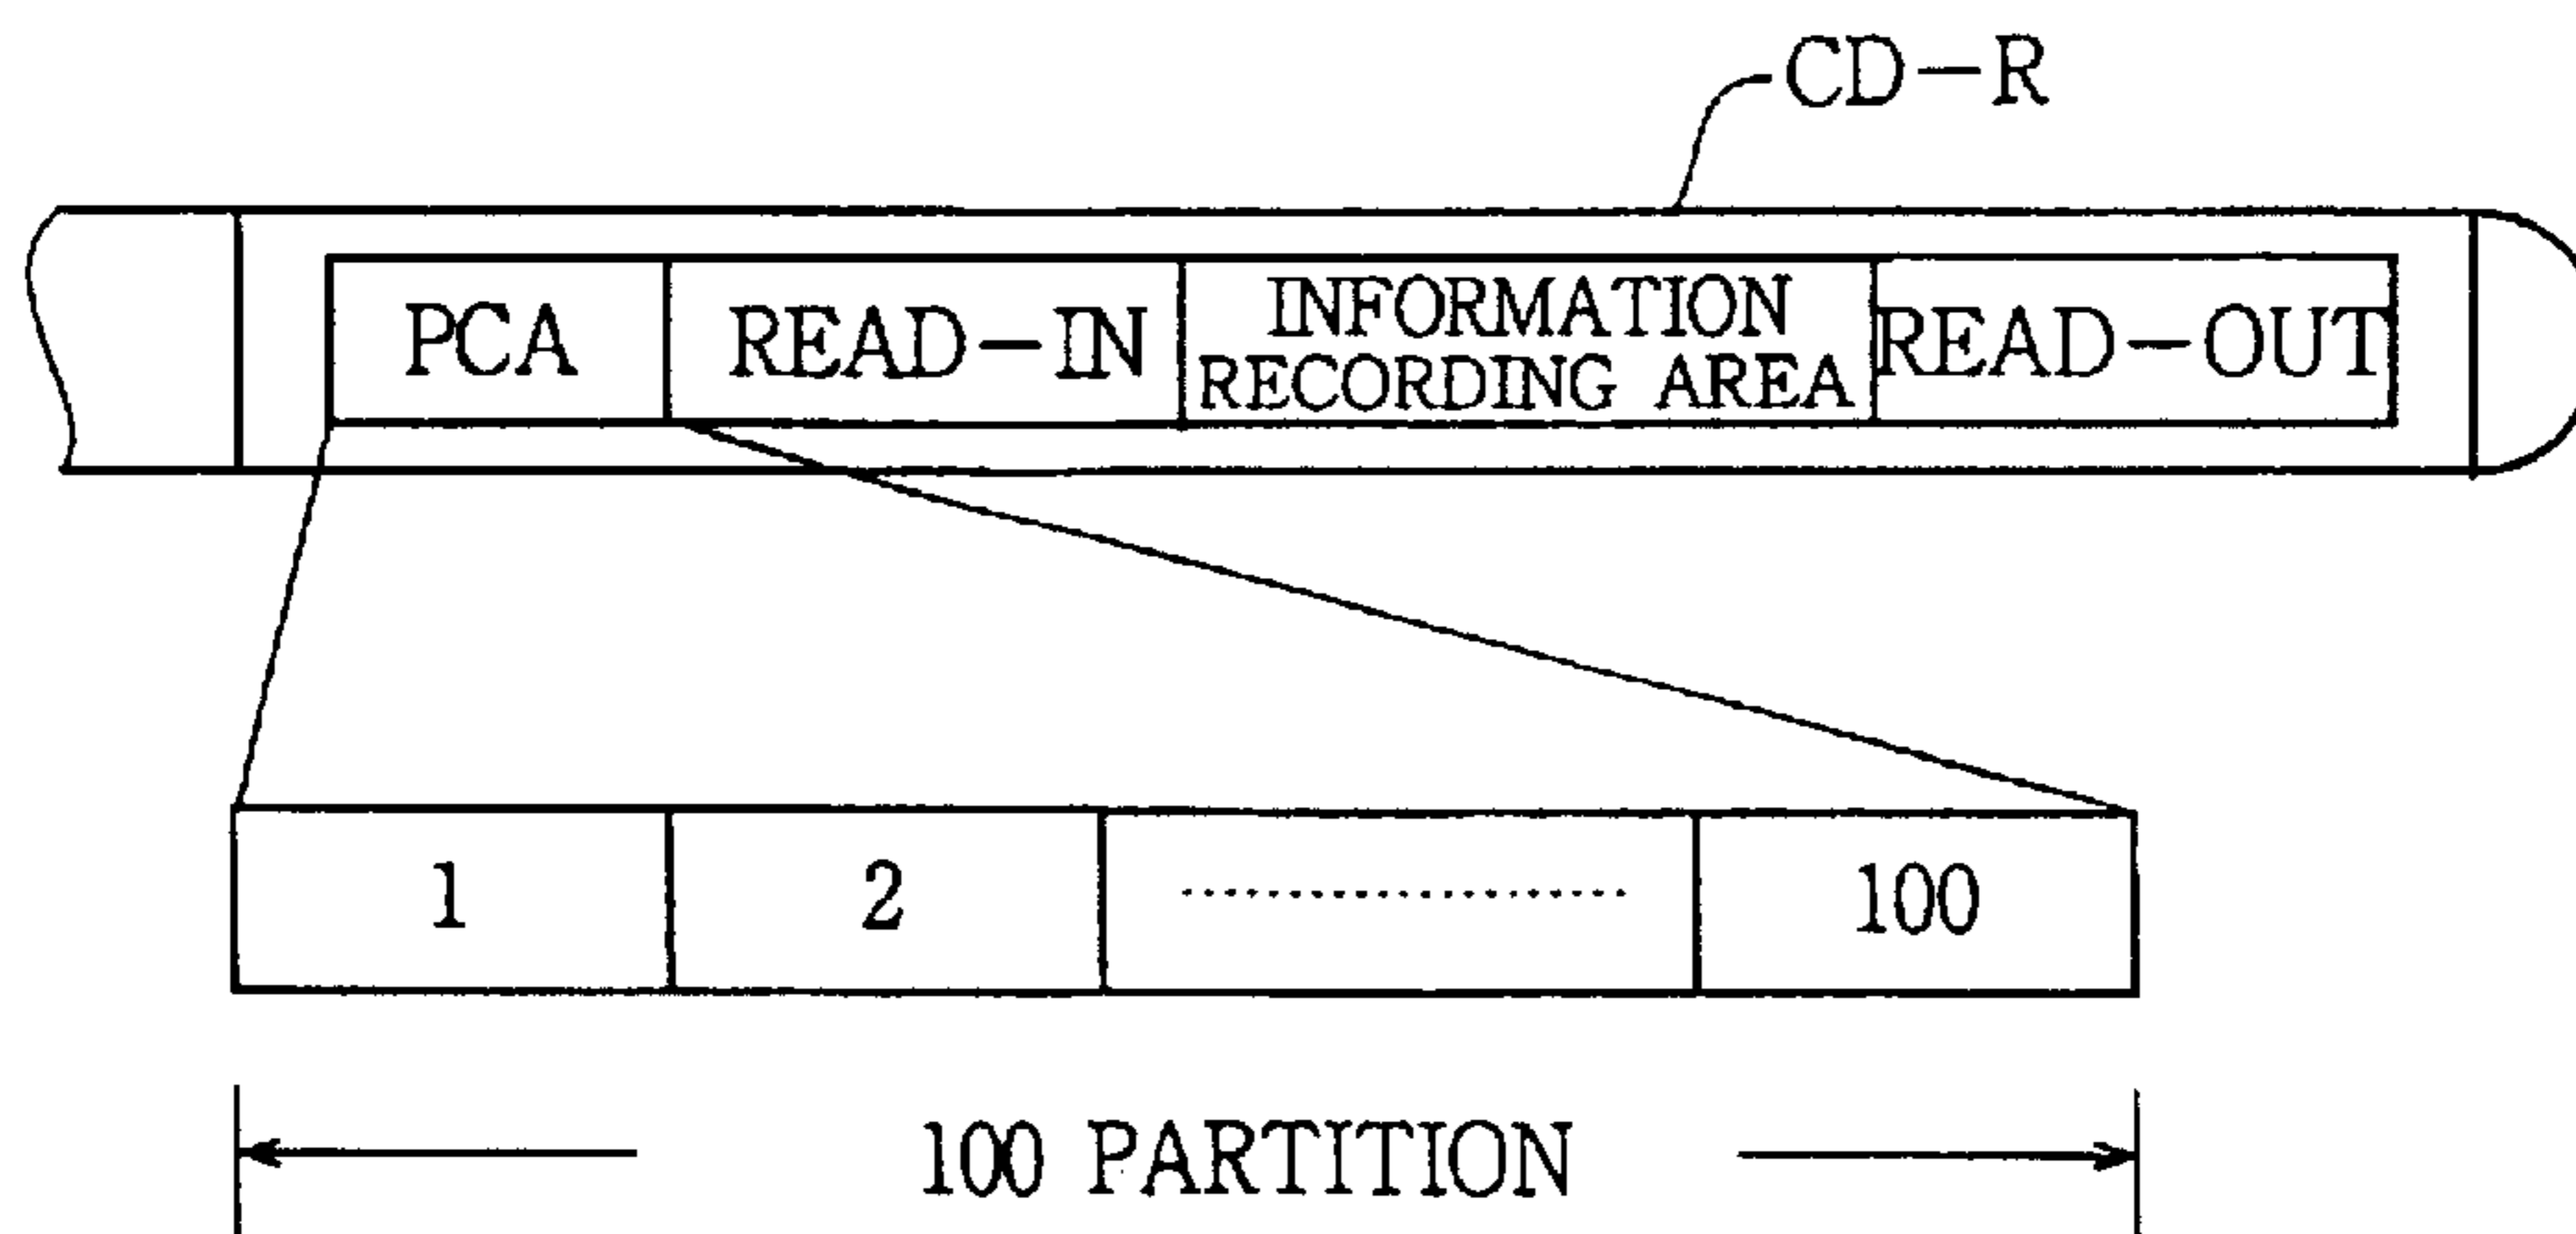 CD-R
PCA
READ-IN
INFORMATION
RECORDING AREA
READ-OUT
1
2
100
100 PARTITION